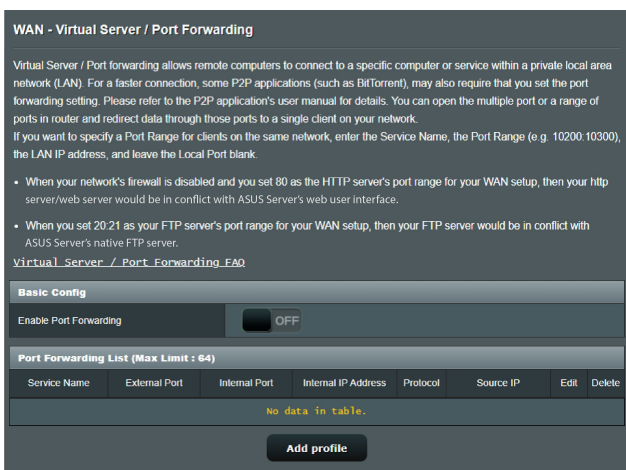 WAN - Virtual Server / Port Forwarding
Virtual Server / Port forwarding allows remote computers to connect to a specific computer or service within a private local area
network (LAN). For a faster connection, some P2P applications (such as BitTorrent), may also require that you set the port
forwarding setting. Please refer to the P2P application's user manual for details. You can open the multiple port or a range of
ports in router and redirect data through those ports to a single client on your network.
If you want to specify a Port Range for clients on the same network, enter the Service Name, the Port Range (e.g. 10200:10300),
the LAN IP address, and leave the Local Port blank.
• When your network's firewall is disabled and you set 80 as the HTTP server's port range for your WAN setup, then your http
server/web server would be in conflict with ASUS Server's web user interface.
• When you set 20:21 as your FTP server's port range for your WAN setup, then your FTP server would be in conflict with
ASUS Server's native FTP server.
Virtual Server / Port Forwarding FAQ
Basic Config
Enable Port Forwarding OFF
Port Forwarding List (Max Limit : 64)
Service Name External Port Internal Port Internal IP Address Protocol Source IP Edit Delete
No data in table.
Add profile